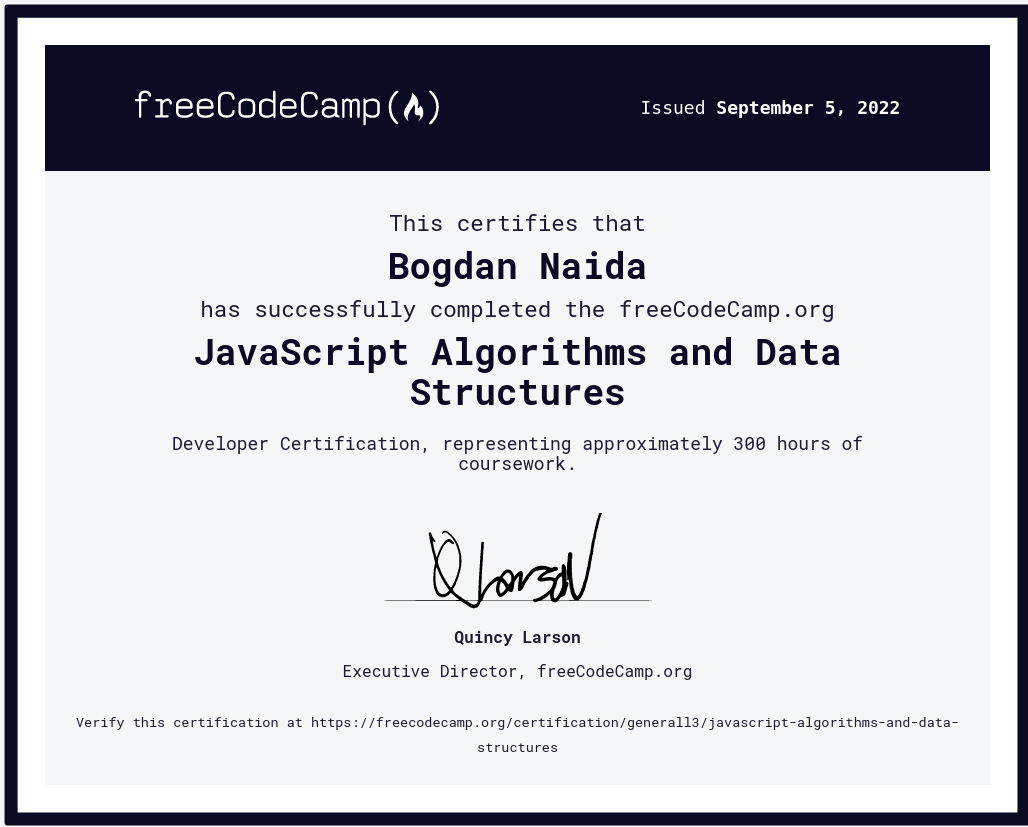 freeCodeCamp(🔥)
Issued September 5, 2022
This certifies that
Bogdan Naida
has successfully completed the freeCodeCamp.org
JavaScript Algorithms and Data
Structures
Developer Certification, representing approximately 300 hours of
coursework.
Q Larson
Quincy Larson
Executive Director, freeCodeCamp.org
Verify this certification at https://freecodecamp.org/certification/generall3/javascript-algorithms-and-data-
structures